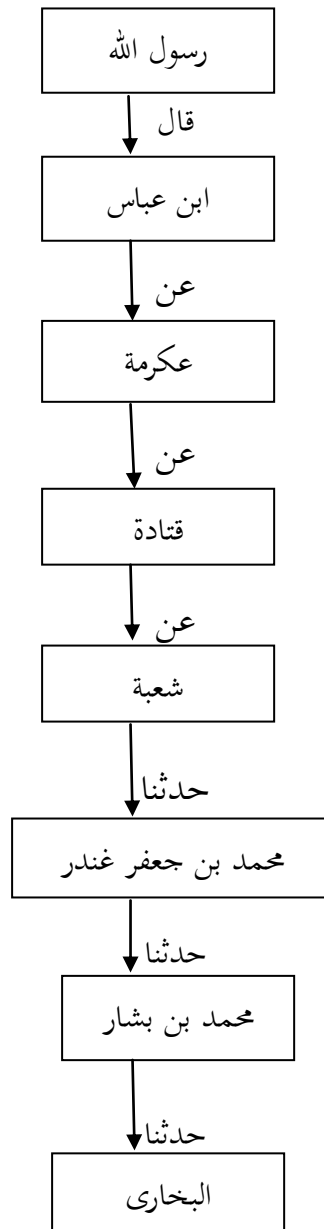 رسول الله
قال
ابن عباس
عن
عكرمة
عن
قتادة
عن
شعبة
حدثنا
محمد بن جعفر غندر
حدثنا
محمد بن بشار
حدثنا
البخارى